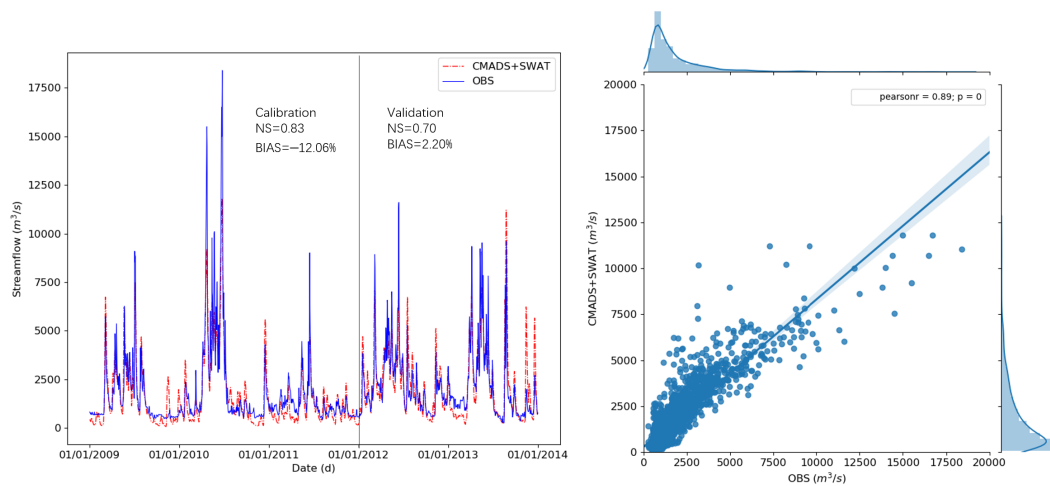 CMADS+SWAT
OBS
Calibration
NS=0.83
BIAS=−12.06%
Validation
NS=0.70
BIAS=2.20%
Streamflow (m³/s)
17500
15000
12500
10000
7500
5000
2500
0
01/01/2009 01/01/2010 01/01/2011 01/01/2012 01/01/2013 01/01/2014
Date (d)
pearsonr = 0.89; p = 0
CMADS+SWAT (m³/s)
20000
17500
15000
12500
10000
7500
5000
2500
0
0 2500 5000 7500 10000 12500 15000 17500 20000
OBS (m³/s)